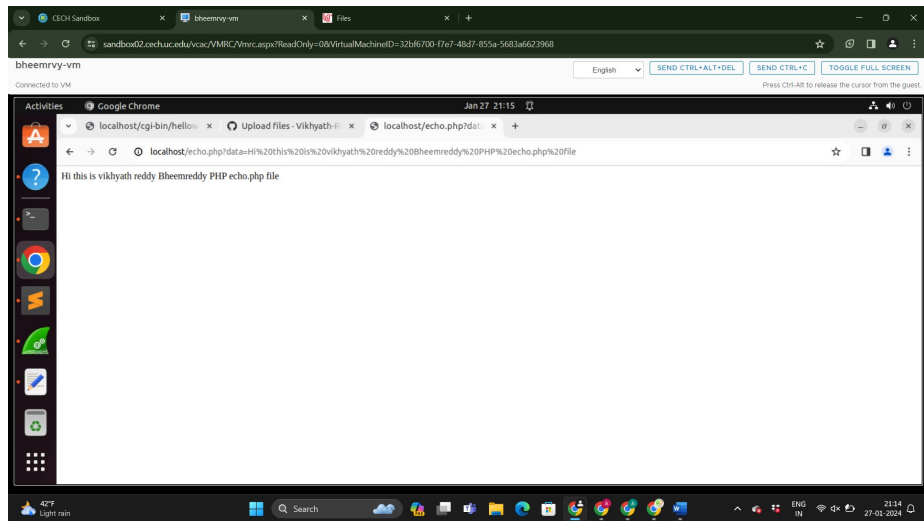 CECH Sandbox
bheemrvy-vm
Files
sandbox02.cech.uc.edu/vcac/VMRC/Vmrc.aspx?ReadOnly=0&VirtualMachineID=32bf6700-f7e7-48d7-855a-5683a6623968
bheemrvy-vm
English
SEND CTRL+ALT+DEL
SEND CTRL+C
TOGGLE FULL SCREEN
Connected to VM
Press Ctrl-Alt to release the cursor from the guest.
Activities
Google Chrome
Jan 27 21:15
localhost/cgi-bin/hellow
Upload files · Vikhyath-R
localhost/echo.php?dat
localhost/echo.php?data=Hi%20this%20is%20vikhyath%20reddy%20Bheemreddy%20PHP%20echo.php%20file
Hi this is vikhyath reddy Bheemreddy PHP echo.php file
42°F
Light rain
Search
ENG
IN
21:14
27-01-2024